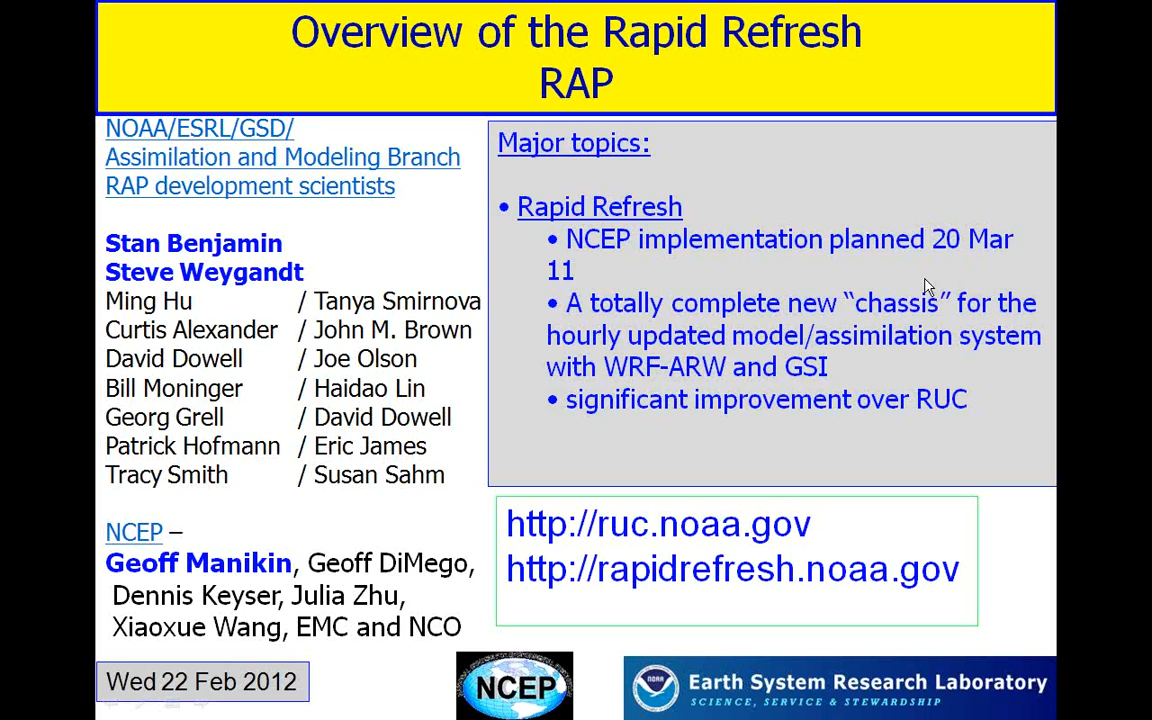 Overview of the Rapid Refresh
RAP
NOAA/ESRL/GSD/
Assimilation and Modeling Branch
RAP development scientists
Stan Benjamin
Steve Weygandt
Ming Hu / Tanya Smirnova
Curtis Alexander / John M. Brown
David Dowell / Joe Olson
Bill Moninger / Haidao Lin
Georg Grell / David Dowell
Patrick Hofmann / Eric James
Tracy Smith / Susan Sahm
NCEP –
Geoff Manikin, Geoff DiMego,
Dennis Keyser, Julia Zhu,
Xiaoxue Wang, EMC and NCO
Wed 22 Feb 2012
Major topics:
• Rapid Refresh
• NCEP implementation planned 20 Mar
11
• A totally complete new “chassis” for the
hourly updated model/assimilation system
with WRF-ARW and GSI
• significant improvement over RUC
http://ruc.noaa.gov
http://rapidrefresh.noaa.gov
NCEP
NOAA
Earth System Research Laboratory
SCIENCE, SERVICE & STEWARDSHIP